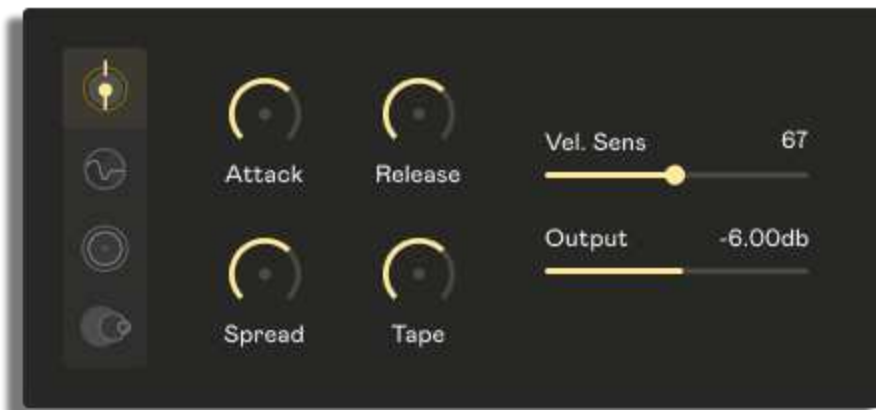 Attack
Release
Vel. Sens 67
Output -6.00db
Spread
Tape